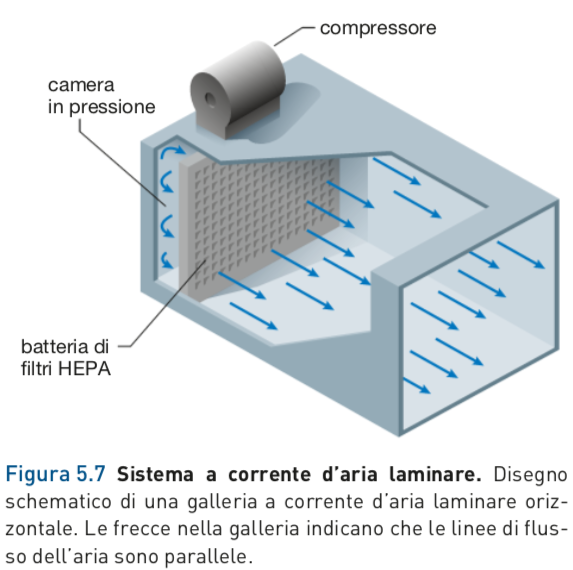 compressore
camera
in pressione
batteria di
filtri HEPA
Figura 5.7 Sistema a corrente d'aria laminare. Disegno
schematico di una galleria a corrente d'aria laminare oriz-
zontale. Le frecce nella galleria indicano che le linee di flus-
so dell'aria sono parallele.